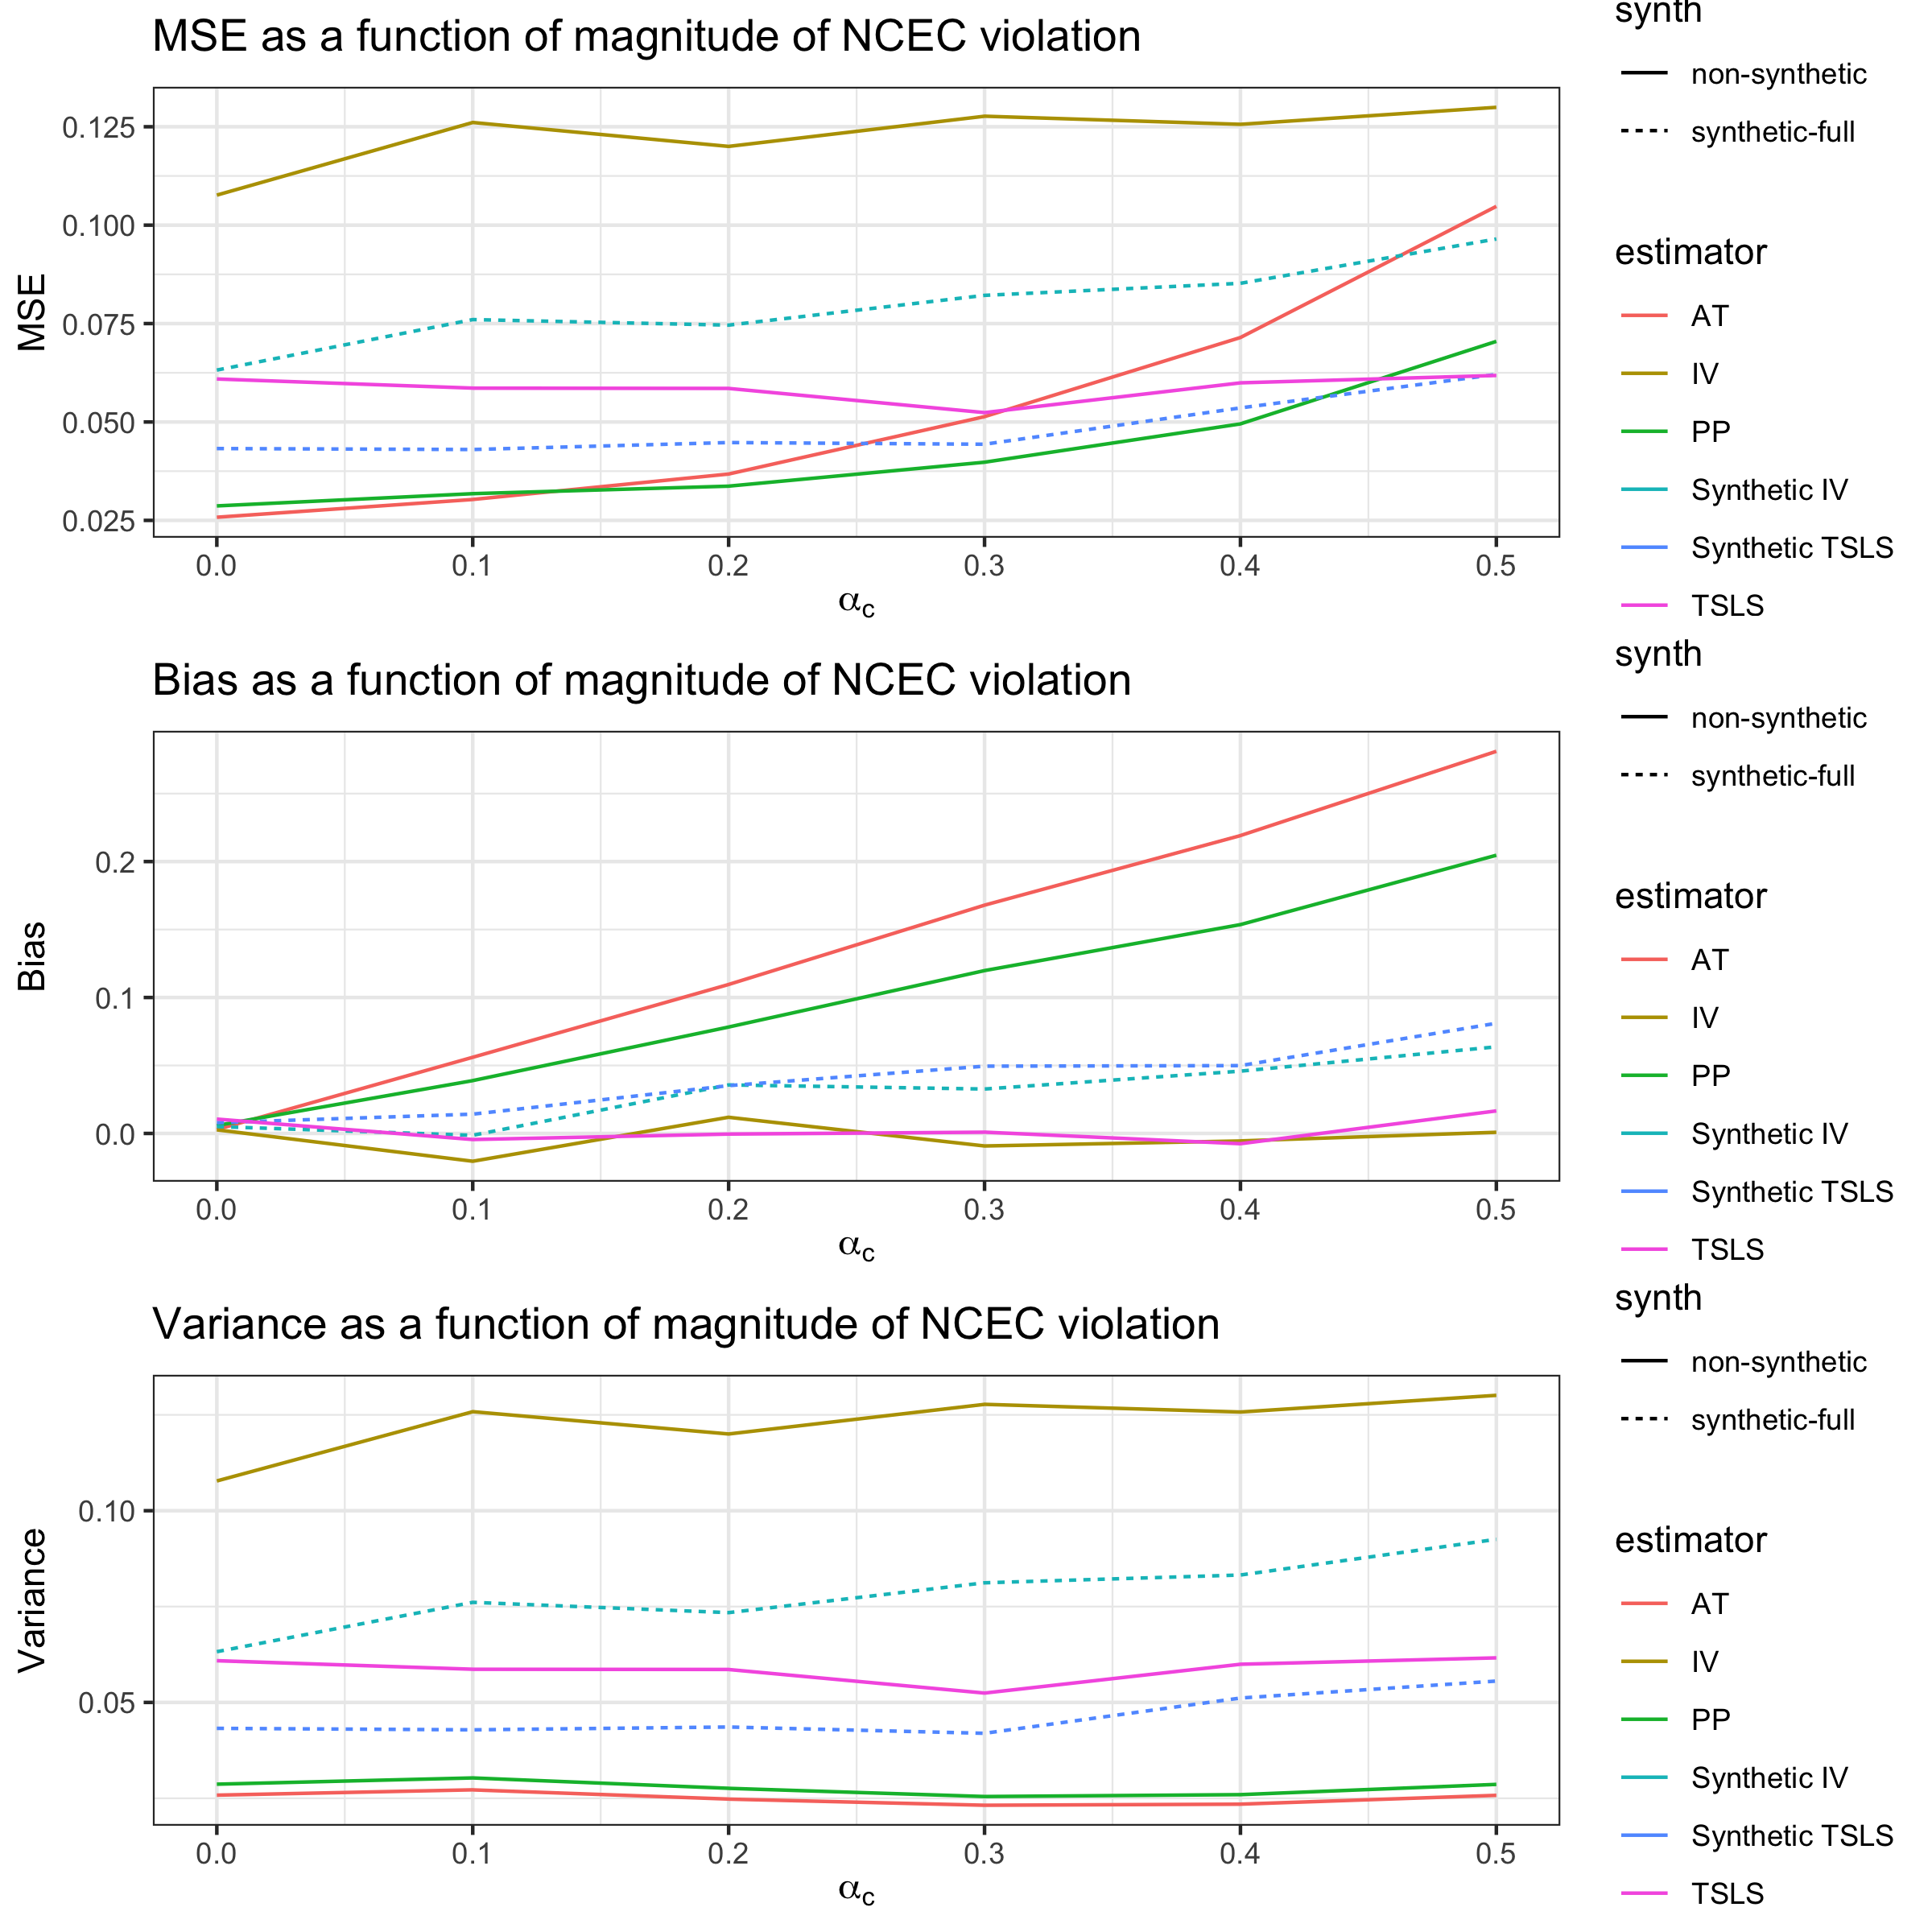 MSE as a function of magnitude of NCEC violation
MSE
0.125
0.100
0.075
0.050
0.025
0.0 0.1 0.2 0.3 0.4 0.5
αc
synth
non-synthetic
synthetic-full
estimator
AT
IV
PP
Synthetic IV
Synthetic TSLS
TSLS
Bias as a function of magnitude of NCEC violation
Bias
0.2
0.1
0.0
0.0 0.1 0.2 0.3 0.4 0.5
αc
synth
non-synthetic
synthetic-full
estimator
AT
IV
PP
Synthetic IV
Synthetic TSLS
TSLS
Variance as a function of magnitude of NCEC violation
Variance
0.10
0.05
0.0 0.1 0.2 0.3 0.4 0.5
αc
synth
non-synthetic
synthetic-full
estimator
AT
IV
PP
Synthetic IV
Synthetic TSLS
TSLS